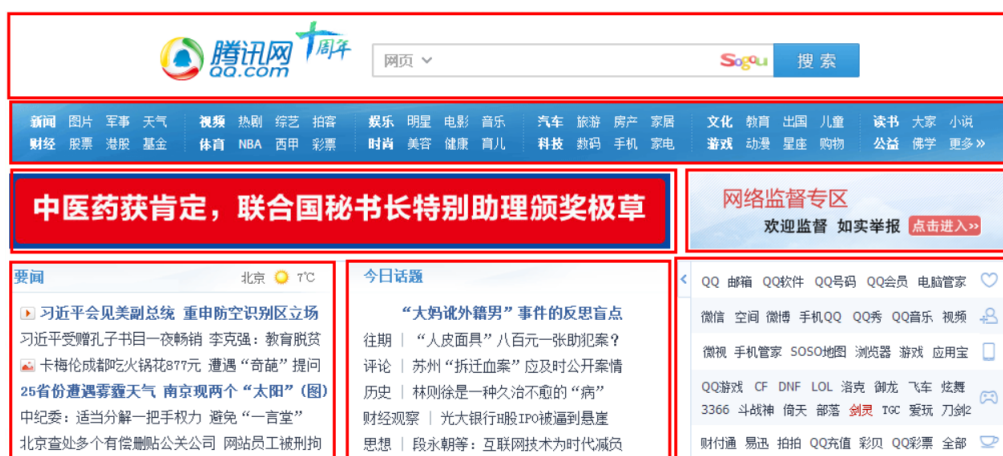 腾讯网 十周年
QQ.com
网页 Sogou 搜 索
新闻 图片 军事 天气 视频 热剧 综艺 拍客 娱乐 明星 电影 音乐 汽车 旅游 房产 家居 文化 教育 出国 儿童 读书 大家 小说
财经 股票 港股 基金 体育 NBA 西甲 彩票 时尚 美容 健康 育儿 科技 数码 手机 家电 游戏 动漫 星座 购物 公益 佛学 更多»
中医药获肯定，联合国秘书长特别助理颁奖极草
网络监督专区
欢迎监督 如实举报 点击进入»
要闻 北京 7℃
习近平会见美副总统 重申防空识别区立场
习近平受赠孔子书目一夜畅销 李克强：教育脱贫
卡梅伦成都吃火锅花877元 遭遇“奇葩”提问
25省份遭遇雾霾天气 南京现两个“太阳”(图)
中纪委：适当分解一把手权力 避免“一言堂”
北京查处多个有偿删贴公关公司 网站员工被刑拘
今日话题
“大妈讹外籍男”事件的反思盲点
往期 | “人皮面具”八百元一张助犯案？
评论 | 苏州“拆迁血案”应及时公开案情
历史 | 林则徐是一种久治不愈的“病”
财经观察 | 光大银行H股IPO被逼到悬崖
思想 | 段永朝等：互联网技术为时代减负
QQ 邮箱 QQ软件 QQ号码 QQ会员 电脑管家
微信 空间 微博 手机QQ QQ秀 QQ音乐 视频
微视 手机管家 SOSO地图 浏览器 游戏 应用宝
QQ游戏 CF DNF LOL 洛克 御龙 飞车 炫舞
3366 斗战神 倚天 部落 剑灵 TGC 爱玩 刀剑2
财付通 易迅 拍拍 QQ充值 彩贝 QQ彩票 全部